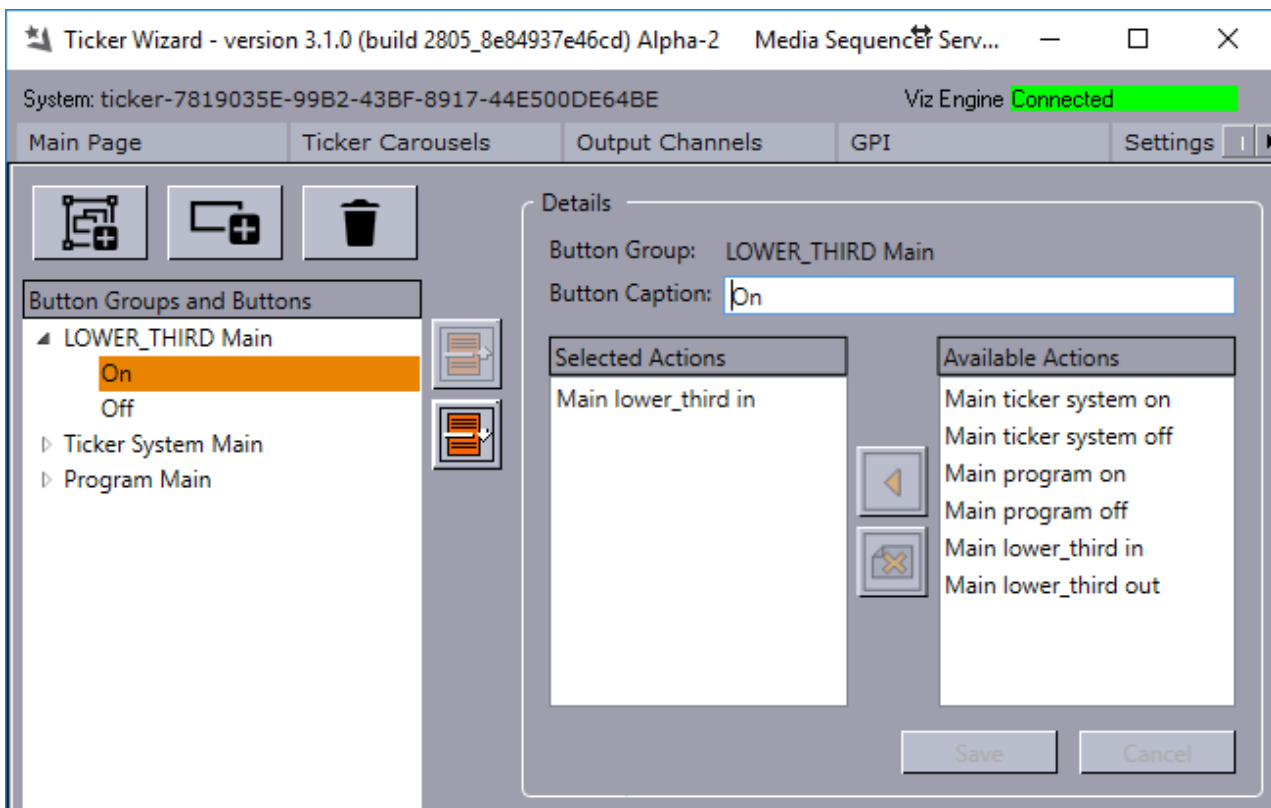 Ticker Wizard - version 3.1.0 (build 2805_8e84937e46cd) Alpha-2 Media Sequencer Serv...
System: ticker-7819035E-99B2-43BF-8917-44E500DE64BE Viz Engine Connected
Main Page Ticker Carousels Output Channels GPI Settings
Details
Button Group: LOWER_THIRD Main
Button Caption: On
Button Groups and Buttons
LOWER_THIRD Main
On
Off
Ticker System Main
Program Main
Selected Actions
Main lower_third in
Available Actions
Main ticker system on
Main ticker system off
Main program on
Main program off
Main lower_third in
Main lower_third out
Save Cancel